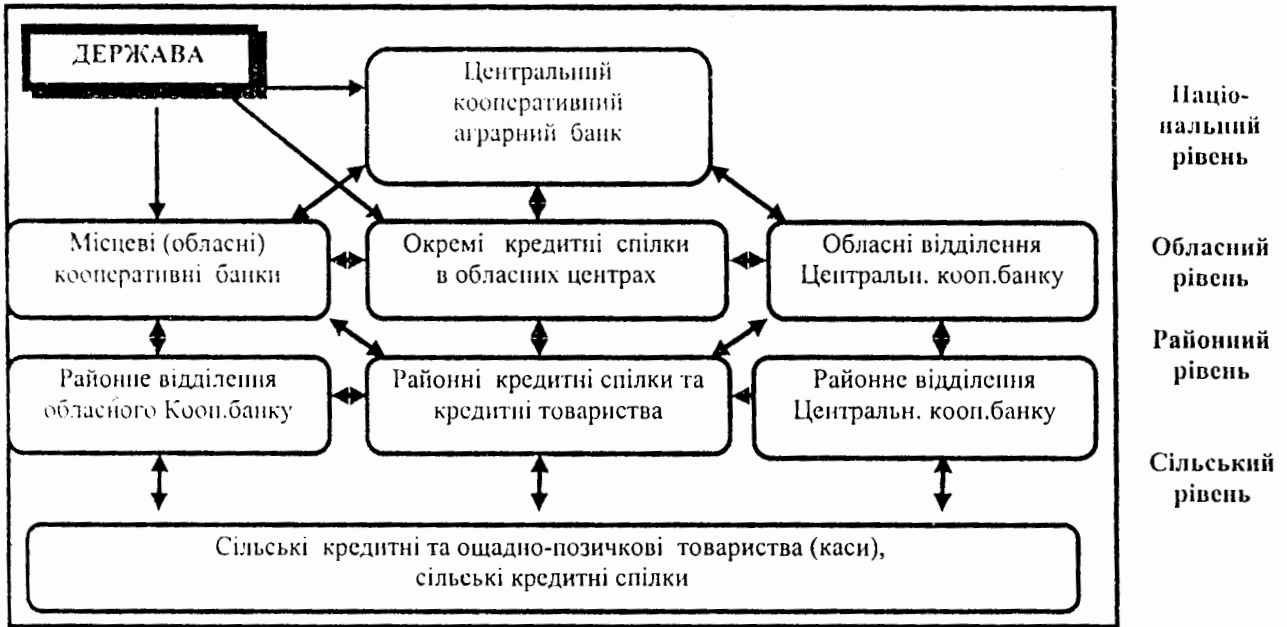 ДЕРЖАВА
Центральний
кооперативний
аграрний банк
Націо-
нальний
рівень
Місцеві (обласні)
кооперативні банки
Окремі кредитні спілки
в обласних центрах
Обласні відділення
Центральн. кооп.банку
Обласний
рівень
Районне відділення
обласного Кооп.банку
Районні кредитні спілки та
кредитні товариства
Районне відділення
Центральн. кооп.банку
Районний
рівень
Сільські кредитні та ощадно-позичкові товариства (каси),
сільські кредитні спілки
Сільський
рівень